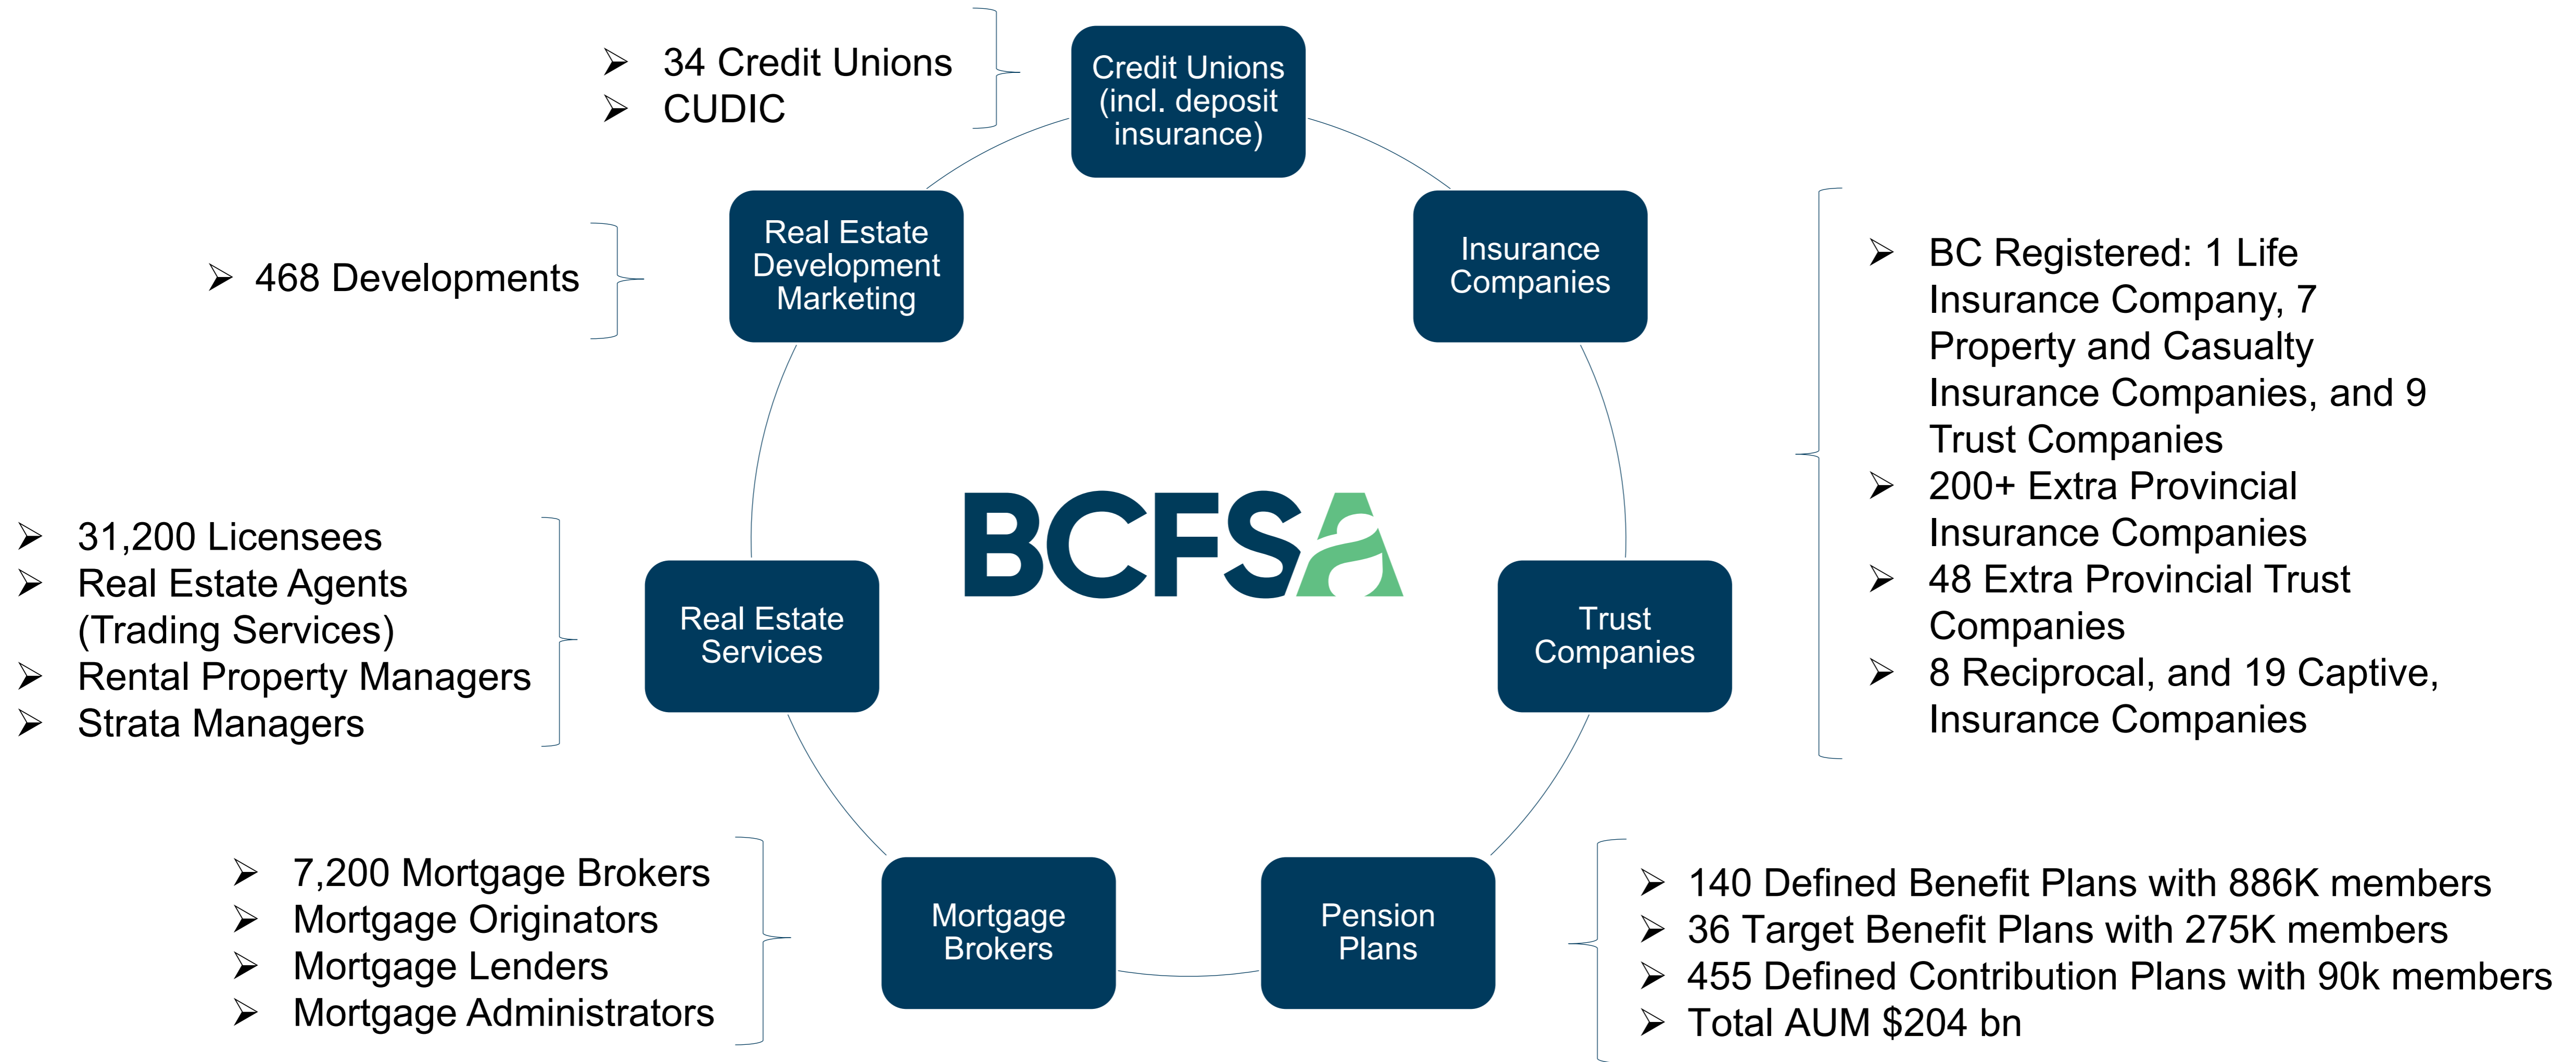 ➢ 34 Credit Unions
➢ CUDIC
Credit Unions
(incl. deposit
insurance)
Insurance
Companies
➢ BC Registered: 1 Life
Insurance Company, 7
Property and Casualty
Insurance Companies, and 9
Trust Companies
➢ 200+ Extra Provincial
Insurance Companies
➢ 48 Extra Provincial Trust
Companies
➢ 8 Reciprocal, and 19 Captive,
Insurance Companies
Trust
Companies
Pension
Plans
➢ 140 Defined Benefit Plans with 886K members
➢ 36 Target Benefit Plans with 275K members
➢ 455 Defined Contribution Plans with 90k members
➢ Total AUM $204 bn
Mortgage
Brokers
➢ 7,200 Mortgage Brokers
➢ Mortgage Originators
➢ Mortgage Lenders
➢ Mortgage Administrators
Real Estate
Services
➢ 31,200 Licensees
➢ Real Estate Agents
(Trading Services)
➢ Rental Property Managers
➢ Strata Managers
Real Estate
Development
Marketing
➢ 468 Developments
BCFSA